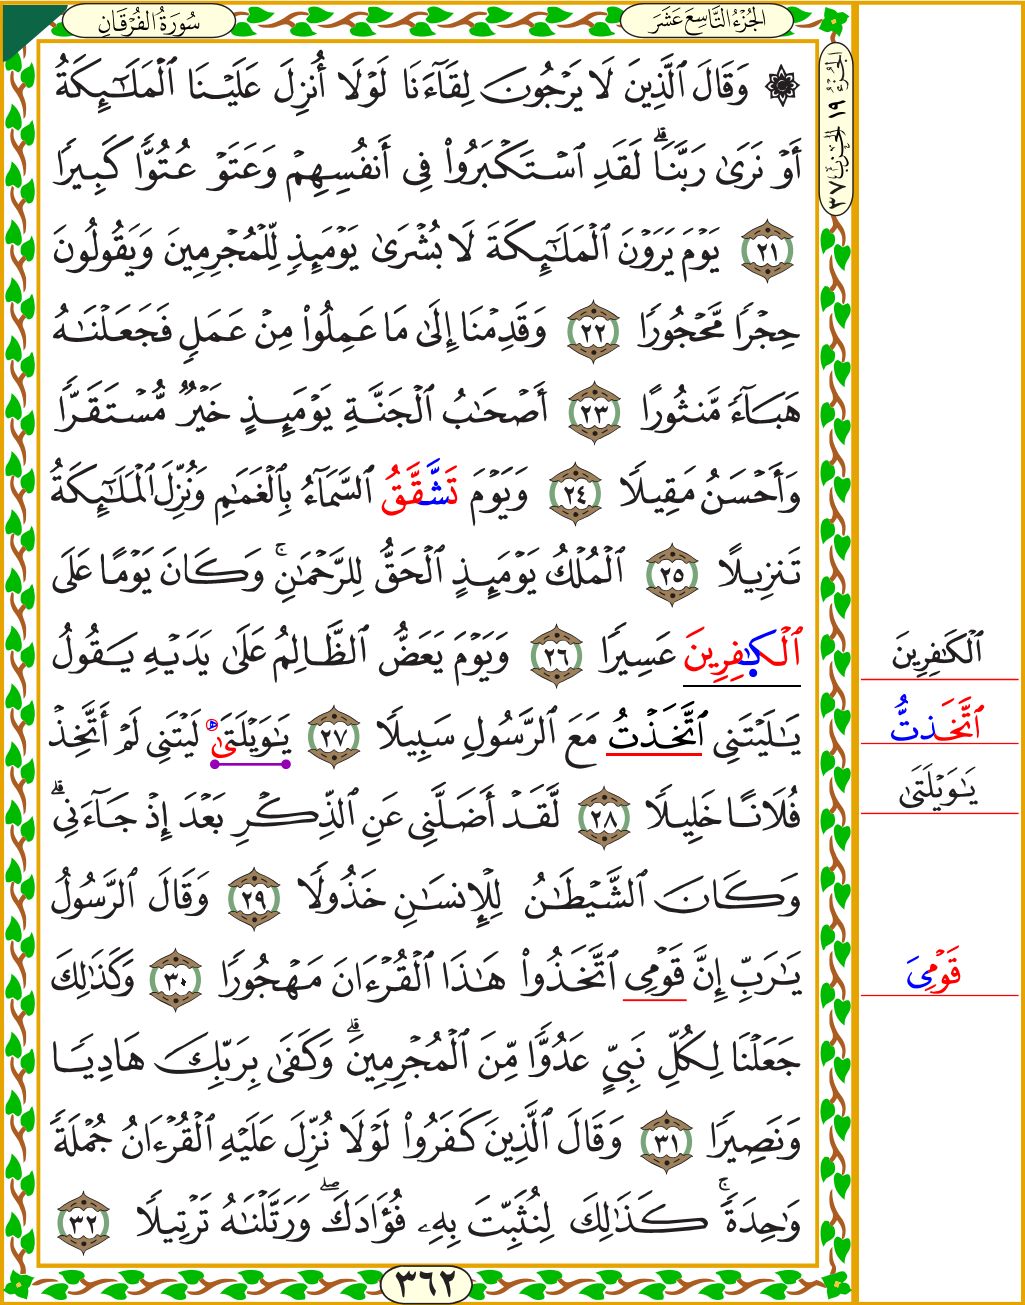 سُورَةُ الفُرْقَانِ
الجُزْءُ التَّاسِعَ عَشَرَ
الجزء ١٩ الحزب ٣٧
۞ وَقَالَ ٱلَّذِينَ لَا يَرْجُونَ لِقَآءَنَا لَوْلَا أُنزِلَ عَلَيْنَا ٱلْمَلَٰٓئِكَةُ
أَوْ نَرَىٰ رَبَّنَاۗ لَقَدِ ٱسْتَكْبَرُوا۟ فِى أَنفُسِهِمْ وَعَتَوْ عُتُوًّا كَبِيرًا
٢١ يَوْمَ يَرَوْنَ ٱلْمَلَٰٓئِكَةَ لَا بُشْرَىٰ يَوْمَئِذٍ لِّلْمُجْرِمِينَ وَيَقُولُونَ
حِجْرًا مَّحْجُورًا ٢٢ وَقَدِمْنَا إِلَىٰ مَا عَمِلُوا۟ مِنْ عَمَلٍ فَجَعَلْنَٰهُ
هَبَآءً مَّنثُورًا ٢٣ أَصْحَٰبُ ٱلْجَنَّةِ يَوْمَئِذٍ خَيْرٌ مُّسْتَقَرًّا
وَأَحْسَنُ مَقِيلًا ٢٤ وَيَوْمَ تَشَّقَّقُ ٱلسَّمَآءُ بِٱلْغَمَٰمِ وَنُزِّلَ ٱلْمَلَٰٓئِكَةُ
تَنزِيلًا ٢٥ ٱلْمُلْكُ يَوْمَئِذٍ ٱلْحَقُّ لِلرَّحْمَٰنِۚ وَكَانَ يَوْمًا عَلَى
ٱلْكَٰفِرِينَ عَسِيرًا ٢٦ وَيَوْمَ يَعَضُّ ٱلظَّالِمُ عَلَىٰ يَدَيْهِ يَقُولُ
يَٰلَيْتَنِى ٱتَّخَذْتُ مَعَ ٱلرَّسُولِ سَبِيلًا ٢٧ يَٰوَيْلَتَىٰ لَيْتَنِى لَمْ أَتَّخِذْ
فُلَانًا خَلِيلًا ٢٨ لَّقَدْ أَضَلَّنِى عَنِ ٱلذِّكْرِ بَعْدَ إِذْ جَآءَنِىۗ
وَكَانَ ٱلشَّيْطَٰنُ لِلْإِنسَٰنِ خَذُولًا ٢٩ وَقَالَ ٱلرَّسُولُ
يَٰرَبِّ إِنَّ قَوْمِى ٱتَّخَذُوا۟ هَٰذَا ٱلْقُرْءَانَ مَهْجُورًا ٣٠ وَكَذَٰلِكَ
جَعَلْنَا لِكُلِّ نَبِىٍّ عَدُوًّا مِّنَ ٱلْمُجْرِمِينَۗ وَكَفَىٰ بِرَبِّكَ هَادِيًا
وَنَصِيرًا ٣١ وَقَالَ ٱلَّذِينَ كَفَرُوا۟ لَوْلَا نُزِّلَ عَلَيْهِ ٱلْقُرْءَانُ جُمْلَةً
وَٰحِدَةًۚ كَذَٰلِكَ لِنُثَبِّتَ بِهِۦ فُؤَادَكَۖ وَرَتَّلْنَٰهُ تَرْتِيلًا ٣٢
ٱلْكَٰفِرِينَ
ٱتَّخَذتُّ
يَٰوَيْلَتَىٰ
قَوْمِىَ
٣٦٢